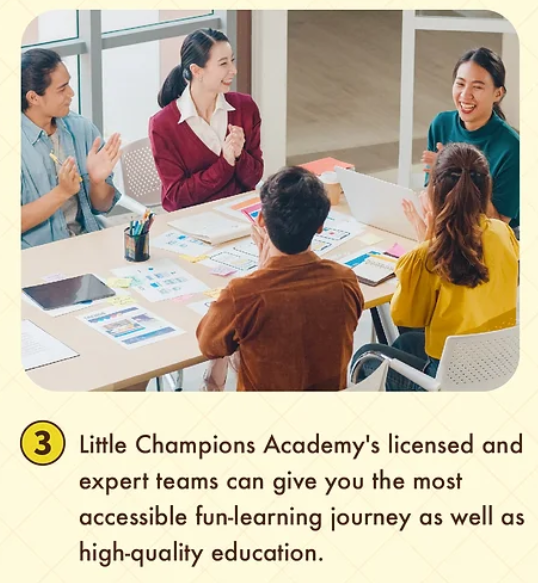 3
Little Champions Academy's licensed and
expert teams can give you the most
accessible fun-learning journey as well as
high-quality education.